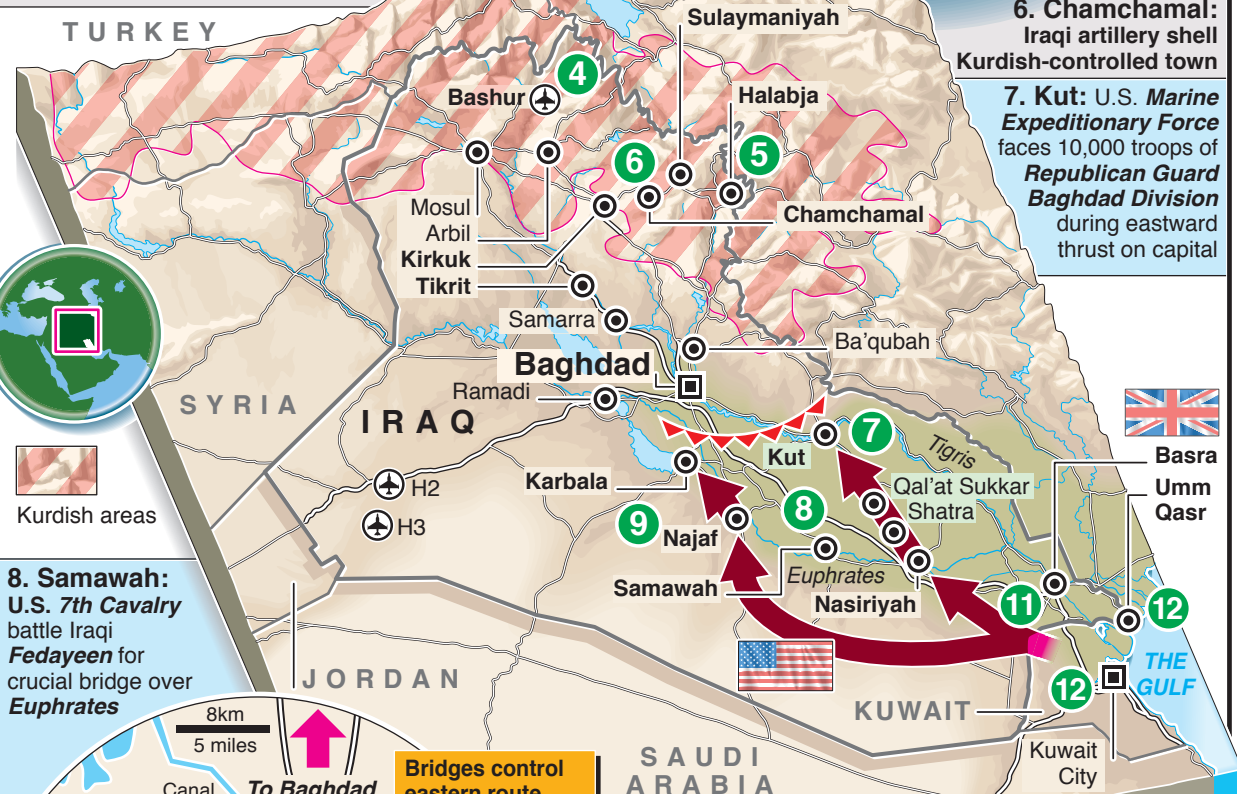 TURKEY
Sulaymaniyah
6. Chamchamal:
Iraqi artillery shell
Kurdish-controlled town
4
Bashur
Halabja
7. Kut: U.S. Marine
Expeditionary Force
faces 10,000 troops of
Republican Guard
Baghdad Division
during eastward
thrust on capital
6
5
Mosul
Arbil
Kirkuk
Tikrit
Chamchamal
Samarra
Ba'qubah
Baghdad
Ramadi
SYRIA
IRAQ
7
Kut
Tigris
Basra
Umm
Qasr
Karbala
H2
H3
Qal'at Sukkar
Shatra
Kurdish areas
8
9
Najaf
Samawah
Euphrates
Nasiriyah
11
12
8. Samawah:
U.S. 7th Cavalry
battle Iraqi
Fedayeen for
crucial bridge over
Euphrates
JORDAN
THE
GULF
12
KUWAIT
Kuwait
City
SAUDI
ARABIA
8km
5 miles
Canal
To Baghdad
Bridges control
eastern route